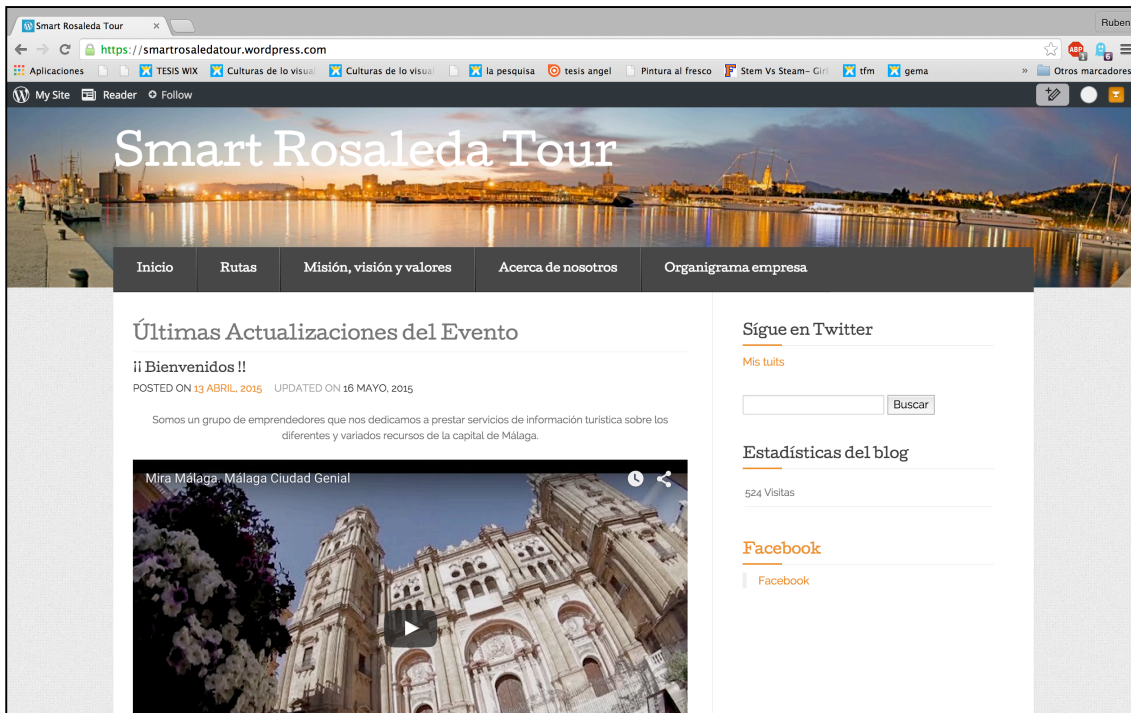 Smart Rosaleda Tour
Ruben
https://smartrosaledatour.wordpress.com
ABP
1
6
Aplicaciones
TESIS WIX
Culturas de lo visual
Culturas de lo visual
la pesquisa
tesis angel
Pintura al fresco
F
Stem Vs Steam– Girl
tfm
gema
»
Otros marcadores
My Site
Reader
Follow
Smart Rosaleda Tour
Inicio
Rutas
Misión, visión y valores
Acerca de nosotros
Organigrama empresa
Últimas Actualizaciones del Evento
¡¡ Bienvenidos !!
POSTED ON 13 ABRIL, 2015 UPDATED ON 16 MAYO, 2015
Somos un grupo de emprendedores que nos dedicamos a prestar servicios de información turística sobre los
diferentes y variados recursos de la capital de Málaga.
Mira Málaga. Málaga Ciudad Genial
Sígue en Twitter
Mis tuits
Buscar
Estadísticas del blog
524 Visitas
Facebook
Facebook